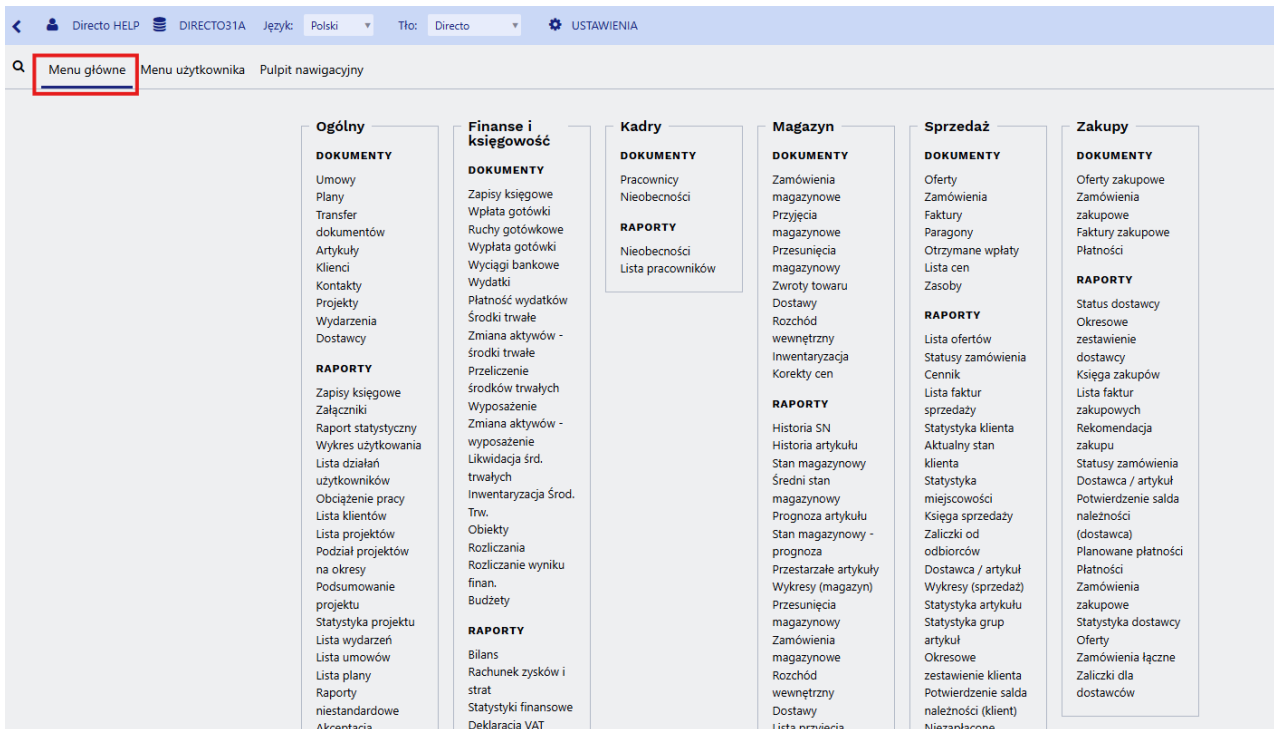 Directo HELP DIRECTO31A Język: Polski Tło: Directo USTAWIENIA
Menu główne Menu użytkownika Pulpit nawigacyjny
Ogólny
DOKUMENTY
Umowy
Plany
Transfer
dokumentów
Artykuły
Klienci
Kontakty
Projekty
Wydarzenia
Dostawcy
RAPORTY
Zapisy księgowe
Załączniki
Raport statystyczny
Wykres użytkowania
Lista działań
użytkowników
Obciążenie pracy
Lista klientów
Lista projektów
Podział projektów
na okresy
Podsumowanie
projektu
Statystyka projektu
Lista wydarzeń
Lista umowów
Lista plany
Raporty
niestandardowe
Akceptacja
Finanse i
księgowość
DOKUMENTY
Zapisy księgowe
Wpłata gotówki
Ruchy gotówkowe
Wypłata gotówki
Wyciągi bankowe
Wydatki
Płatność wydatków
Środki trwałe
Zmiana aktywów -
środki trwałe
Przeliczenie
środków trwałych
Wyposażenie
Zmiana aktywów -
wyposażenie
Likwidacja śrd.
trwałych
Inwentaryzacja Środ.
Trw.
Obiekty
Rozliczania
Rozliczanie wyniku
finan.
Budżety
RAPORTY
Bilans
Rachunek zysków i
strat
Statystyki finansowe
Deklaracja VAT
Kadry
DOKUMENTY
Pracownicy
Nieobecności
RAPORTY
Nieobecności
Lista pracowników
Magazyn
DOKUMENTY
Zamówienia
magazynowe
Przyjęcia
magazynowe
Przesunięcia
magazynowy
Zwroty towaru
Dostawy
Rozchód
wewnętrzny
Inwentaryzacja
Korekty cen
RAPORTY
Historia SN
Historia artykułu
Stan magazynowy
Średni stan
magazynowy
Prognoza artykułu
Stan magazynowy -
prognoza
Przestarzałe artykuły
Wykresy (magazyn)
Przesunięcia
magazynowy
Zamówienia
magazynowe
Rozchód
wewnętrzny
Dostawy
Lista przyjęcia
Sprzedaż
DOKUMENTY
Oferty
Zamówienia
Faktury
Paragony
Otrzymane wpłaty
Lista cen
Zasoby
RAPORTY
Lista ofertów
Statusy zamówienia
Cennik
Lista faktur
sprzedaży
Statystyka klienta
Aktualny stan
klienta
Statystyka
miejscowości
Księga sprzedaży
Zaliczki od
odbiorców
Dostawca / artykuł
Wykresy (sprzedaż)
Statystyka artykułu
Statystyka grup
artykuł
Okresowe
zestawienie klienta
Potwierdzenie salda
należności (klient)
Niezapłacone
Zakupy
DOKUMENTY
Oferty zakupowe
Zamówienia
zakupowe
Faktury zakupowe
Płatności
RAPORTY
Status dostawcy
Okresowe
zestawienie
dostawcy
Księga zakupów
Lista faktur
zakupowych
Rekomendacja
zakupu
Statusy zamówienia
Dostawca / artykuł
Potwierdzenie salda
należności
(dostawca)
Planowane płatności
Płatności
Zamówienia
zakupowe
Statystyka dostawcy
Oferty
Zamówienia łączne
Zaliczki dla
dostawców